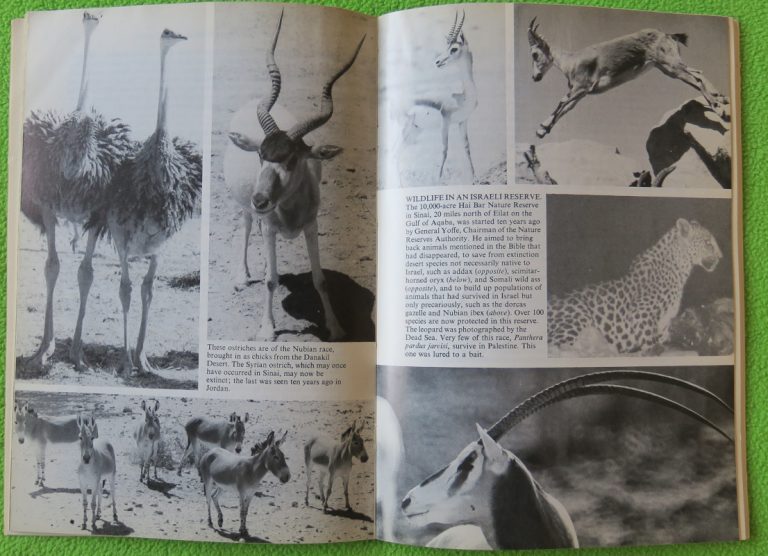 These ostriches are of the Nubian race,
brought in as chicks from the Danakil
Desert. The Syrian ostrich, which may once
have occurred in Sinai, may now be
extinct; the last was seen ten years ago in
Jordan.
WILDLIFE IN AN ISRAELI RESERVE.
The 10,000-acre Hai Bar Nature Reserve
in Sinai, 20 miles north of Eilat on the
Gulf of Aqaba, was started ten years ago
by General Yoffe, Chairman of the Nature
Reserves Authority. He aimed to bring
back animals mentioned in the Bible that
had disappeared, to save from extinction
desert species not necessarily native to
Israel, such as addax (opposite), scimitar-
horned oryx (below), and Somali wild ass
(opposite), and to build up populations of
animals that had survived in Israel but
only precariously, such as the dorcas
gazelle and Nubian ibex (above). Over 100
species are now protected in this reserve.
The leopard was photographed by the
Dead Sea. Very few of this race, Panthera
pardus jarvisi, survive in Palestine. This
one was lured to a bait.